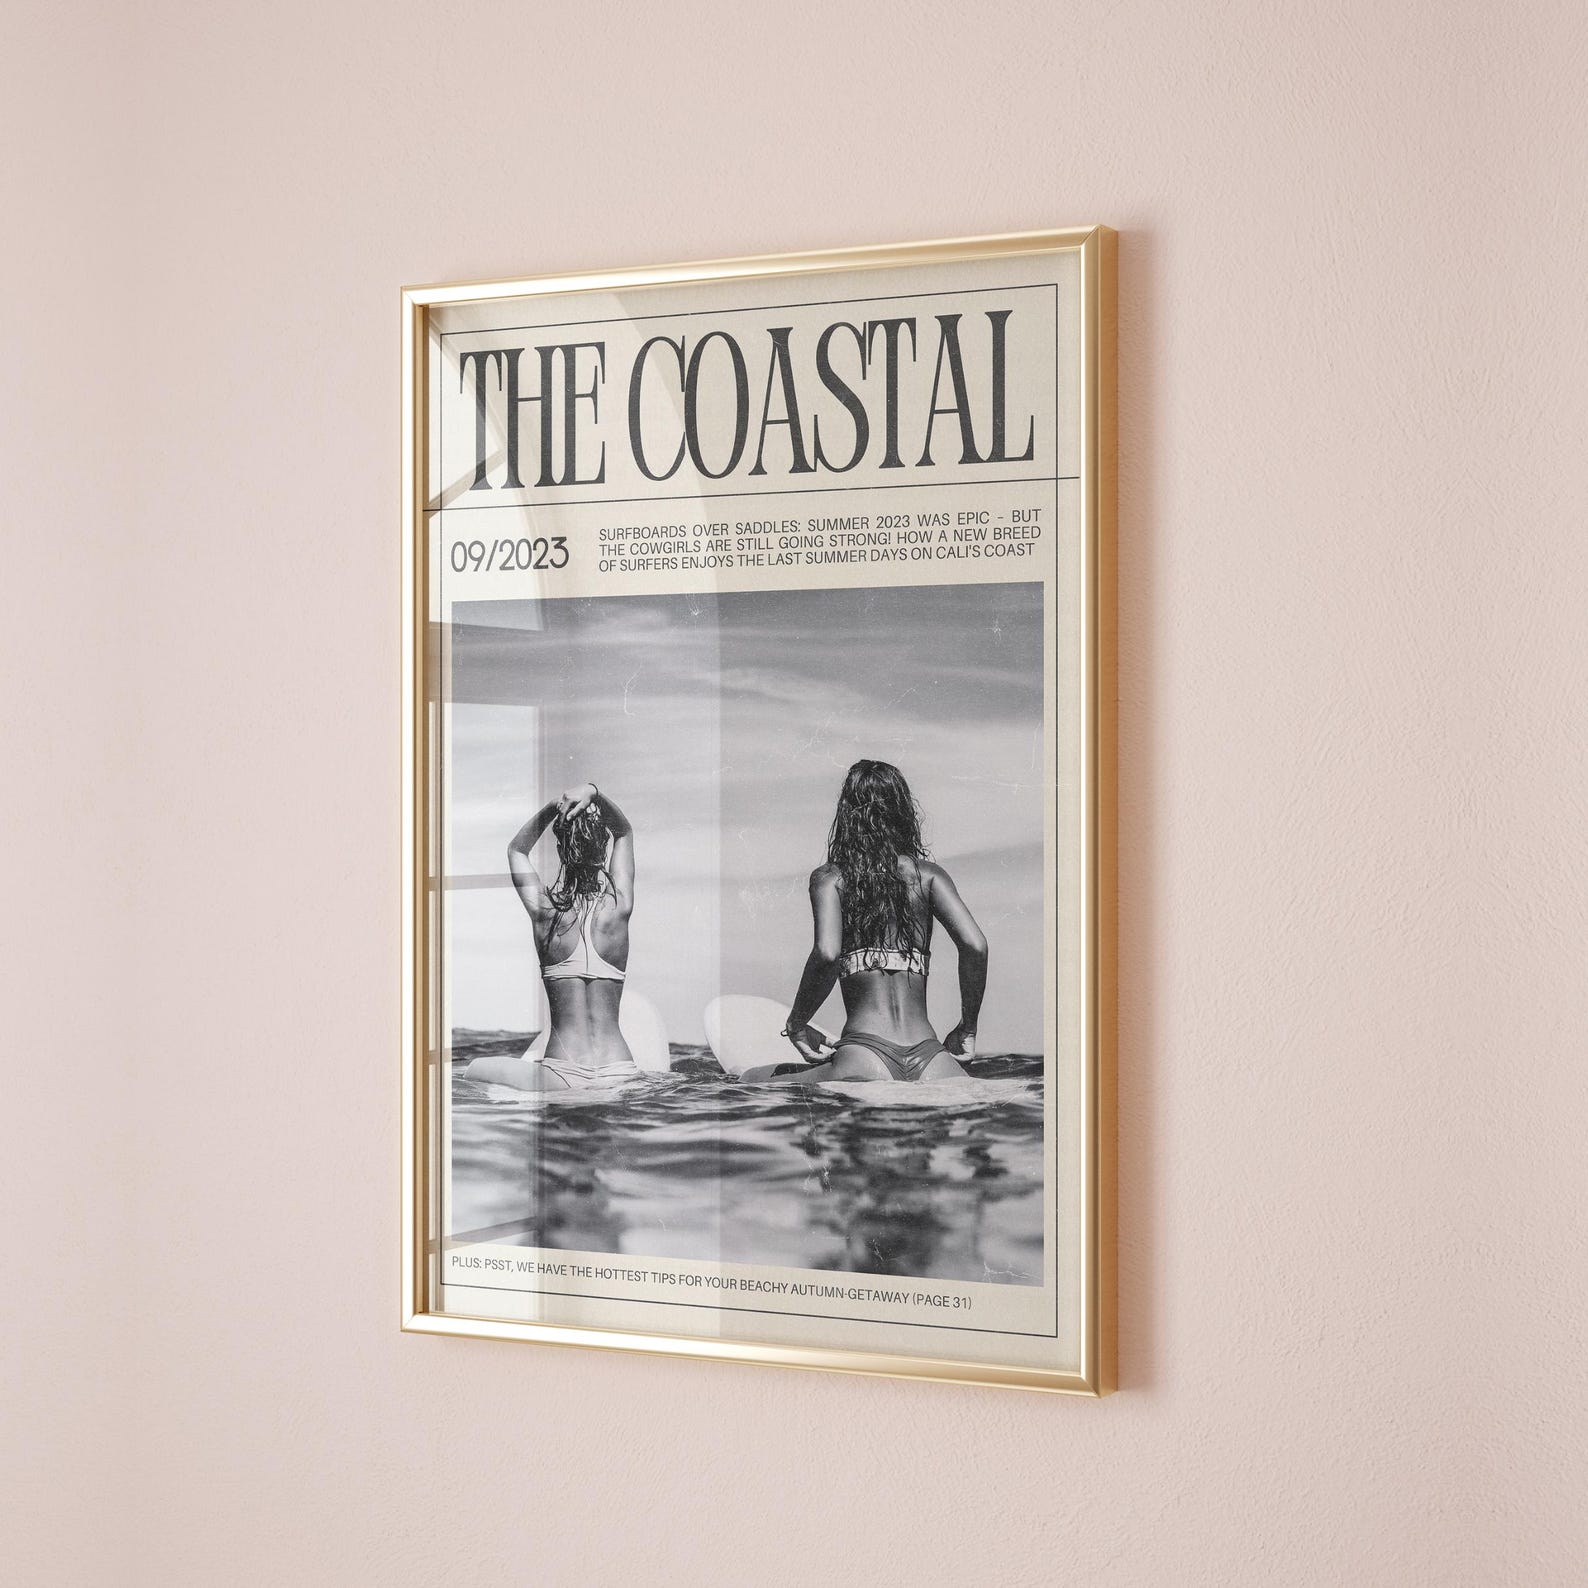 THE COASTAL
09/2023
SURFBOARDS OVER SADDLES: SUMMER 2023 WAS EPIC - BUT
THE COWGIRLS ARE STILL GOING STRONG! HOW A NEW BREED
OF SURFERS ENJOYS THE LAST SUMMER DAYS ON CALI'S COAST
PLUS: PSST, WE HAVE THE HOTTEST TIPS FOR YOUR BEACHY AUTUMN-GETAWAY (PAGE 31)